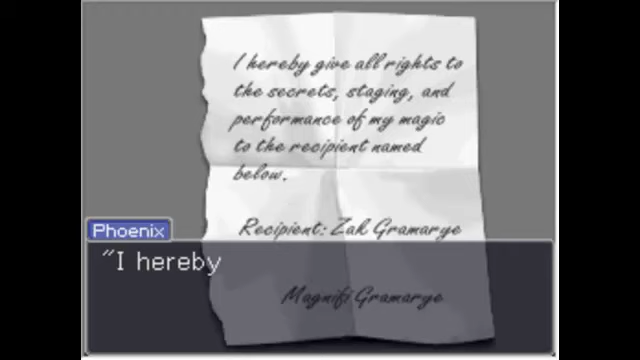 I hereby give all rights to
the secrets, staging, and
performance of my magic
to the recipient named
below.
Recipient: Zak Gramarye
Magnifi Gramarye
Phoenix
"I hereby